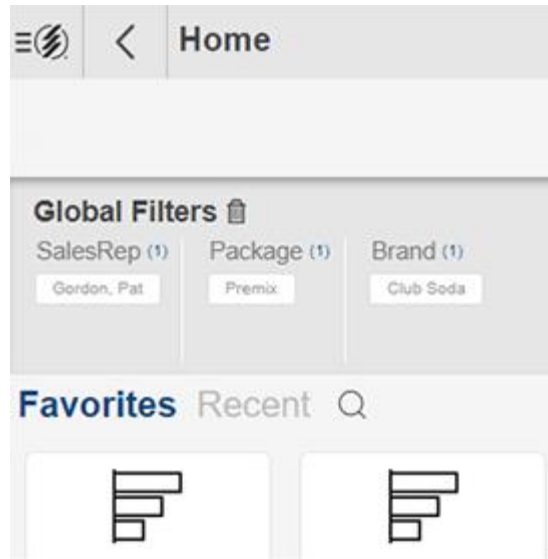 Home
Global Filters
SalesRep (1) Package (1) Brand (1)
Gordon, Pat Premix Club Soda
Favorites Recent